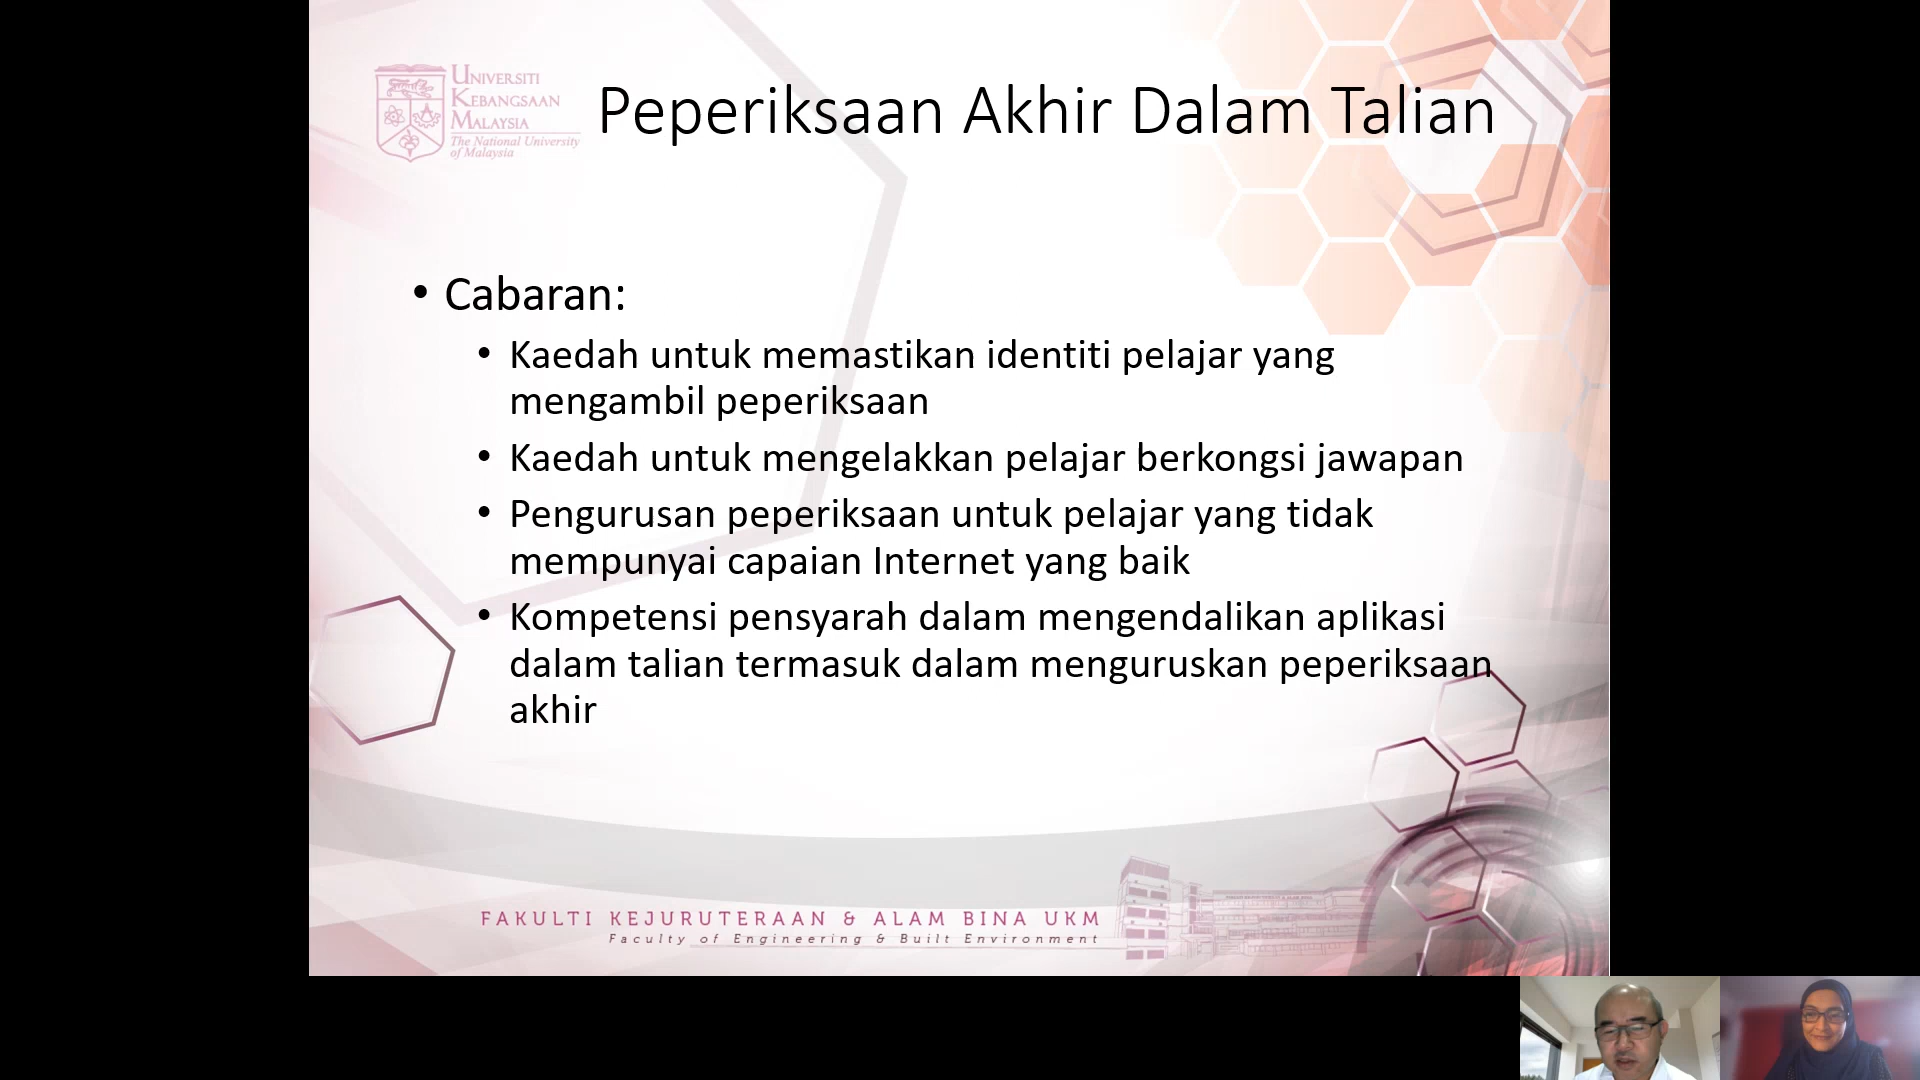 UNIVERSITI
KEBANGSAAN
MALAYSIA
The National University
of Malaysia
Peperiksaan Akhir Dalam Talian
• Cabaran:
• Kaedah untuk memastikan identiti pelajar yang
mengambil peperiksaan
• Kaedah untuk mengelakkan pelajar berkongsi jawapan
• Pengurusan peperiksaan untuk pelajar yang tidak
mempunyai capaian Internet yang baik
• Kompetensi pensyarah dalam mengendalikan aplikasi
dalam talian termasuk dalam menguruskan peperiksaan
akhir
FAKULTI KEJURUTERAAN & ALAM BINA UKM
Faculty of Engineering & Built Environment